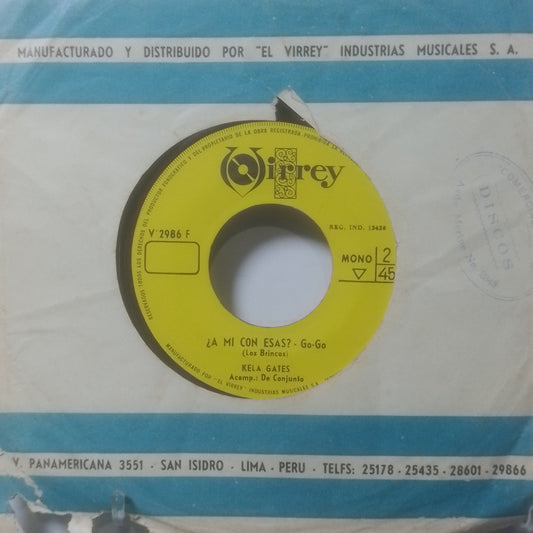 MANUFACTURADO Y DISTRIBUIDO POR "EL VIRREY" INDUSTRIAS MUSICALES S. A.
Virrey
REG. IND. 13628
V 2986 F
MONO 2
45
¿A MI CON ESAS? - Go-Go
(Los Brincos)
KELA GATES
Acomp.: De Conjunto
MANUFACTURADO POR "EL VIRREY" INDUSTRIAS MUSICALES S.A.
DISCOS
V. PANAMERICANA 3551 - SAN ISIDRO - LIMA - PERU - TELFS: 25178 - 25435 - 28601 - 29866